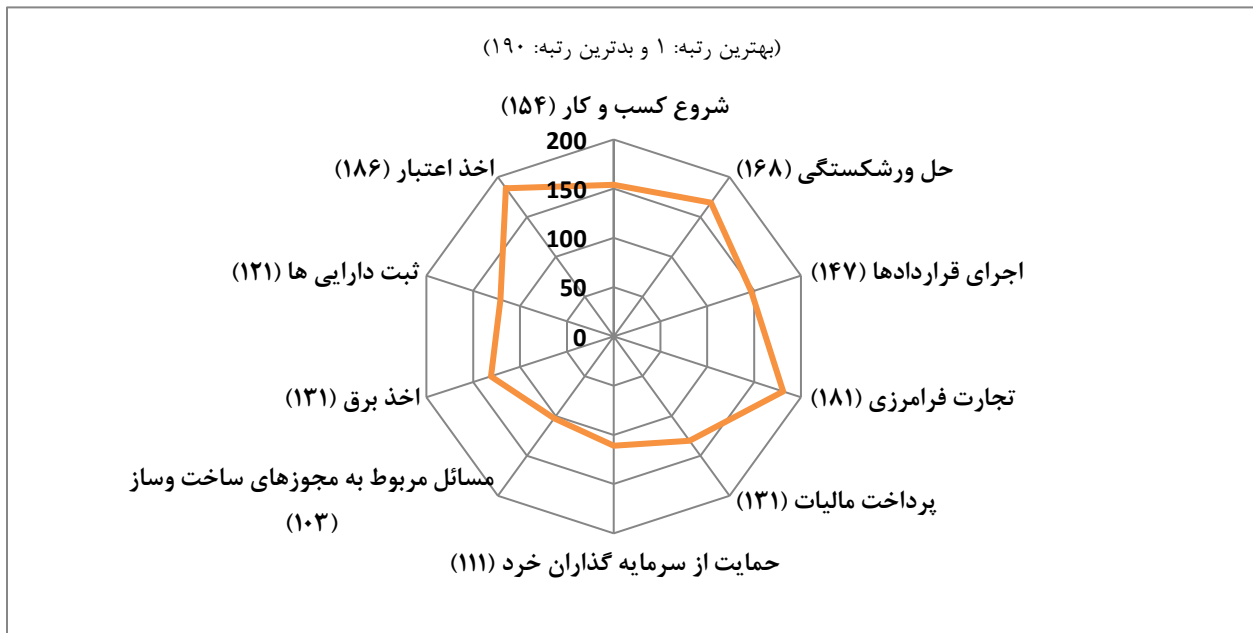 (بهترین رتبه: ۱ و بدترین رتبه: ۱۹۰)
شروع کسب و کار (۱۵۴)
حل ورشکستگی (۱۶۸)
اجرای قراردادها (۱۴۷)
تجارت فرامرزی (۱۸۱)
پرداخت مالیات (۱۳۱)
حمایت از سرمایه گذاران خرد (۱۱۱)
مسائل مربوط به مجوزهای ساخت وساز
(۱۰۳)
اخذ برق (۱۳۱)
ثبت دارایی ها (۱۲۱)
اخذ اعتبار (۱۸۶)
200
150
100
50
0